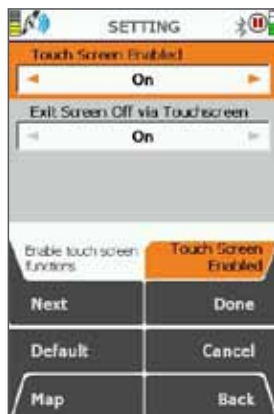 SETTING
Touch Screen Enabled
On
Exit Screen Off via Touchscreen
On
Enable touch screen
functions
Touch Screen
Enabled
Next
Done
Default
Cancel
Map
Back